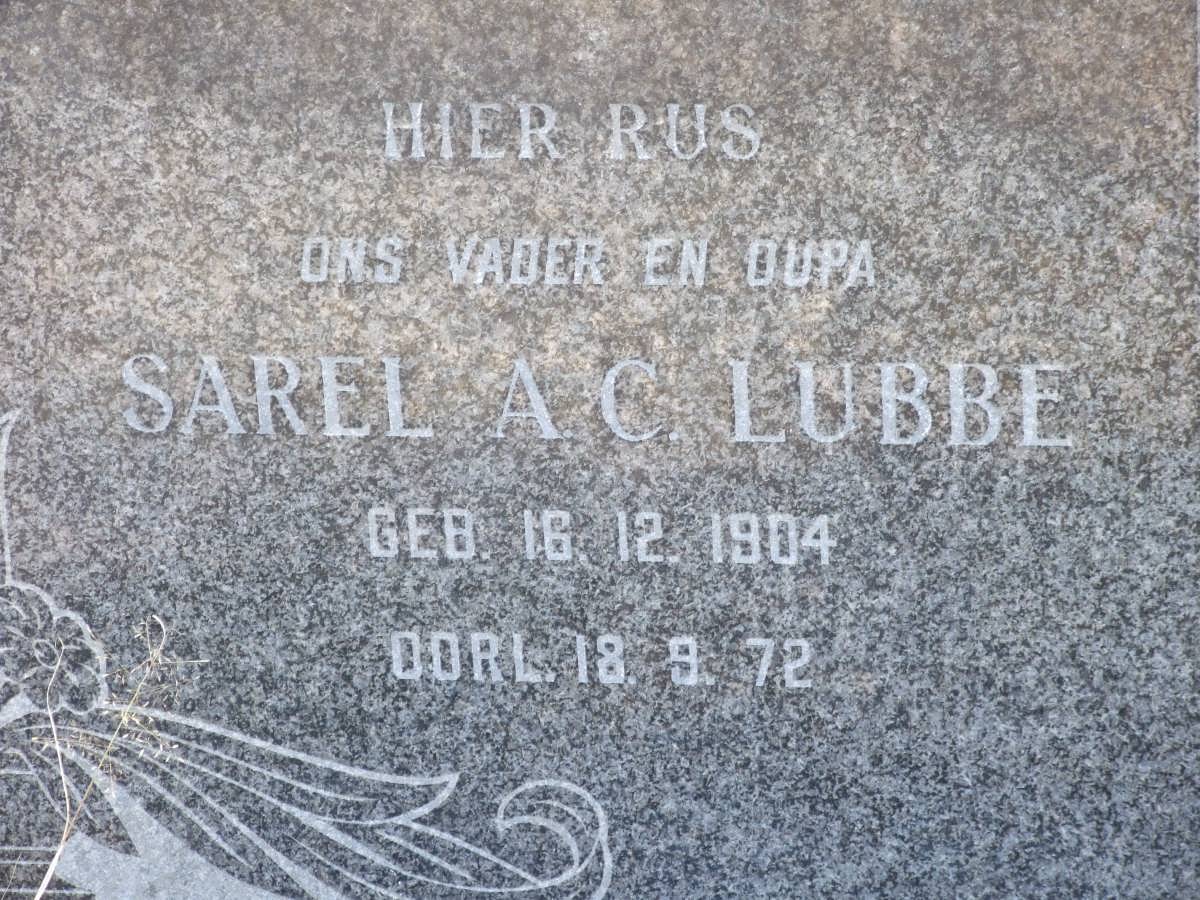 HIER RUS
ONS VADER EN OUPA
SAREL A. C. LUBBE
GEB. 16. 12. 1904
OORL. 18. 9. 72